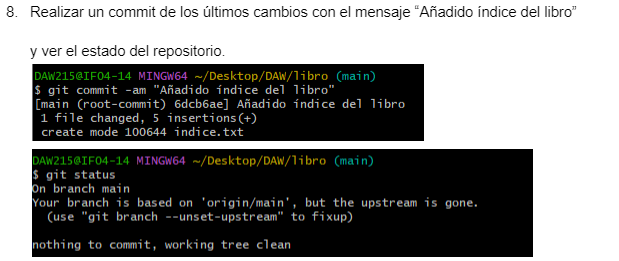 8. Realizar un commit de los últimos cambios con el mensaje “Añadido índice del libro”
y ver el estado del repositorio.
DAW215@IF04-14 MINGW64 ~/Desktop/DAW/libro (main)
$ git commit -am "Añadido índice del libro"
[main (root-commit) 6dcb6ae] Añadido índice del libro
1 file changed, 5 insertions(+)
create mode 100644 indice.txt
DAW215@IF04-14 MINGW64 ~/Desktop/DAW/libro (main)
$ git status
On branch main
Your branch is based on 'origin/main', but the upstream is gone.
(use "git branch --unset-upstream" to fixup)
nothing to commit, working tree clean